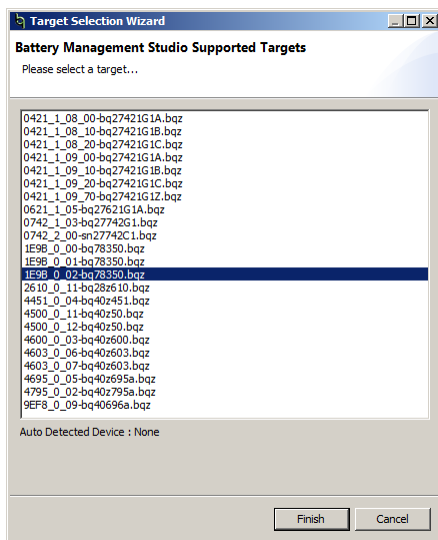 Target Selection Wizard
Battery Management Studio Supported Targets
Please select a target...
0421_1_08_00-bq27421G1A.bqz
0421_1_08_10-bq27421G1B.bqz
0421_1_08_20-bq27421G1C.bqz
0421_1_09_00-bq27421G1A.bqz
0421_1_09_10-bq27421G1B.bqz
0421_1_09_20-bq27421G1C.bqz
0421_1_09_70-bq27421G1Z.bqz
0621_1_05-bq27621G1A.bqz
0742_1_03-bq27742G1.bqz
0742_2_00-sn27742C1.bqz
1E9B_0_00-bq78350.bqz
1E9B_0_01-bq78350.bqz
1E9B_0_02-bq78350.bqz
2610_0_11-bq28z610.bqz
4451_0_04-bq40z451.bqz
4500_0_11-bq40z50.bqz
4500_0_12-bq40z50.bqz
4600_0_03-bq40z600.bqz
4603_0_06-bq40z603.bqz
4603_0_07-bq40z603.bqz
4695_0_05-bq40z695a.bqz
4795_0_02-bq40z795a.bqz
9EF8_0_09-bq40696a.bqz
Auto Detected Device : None
Finish
Cancel